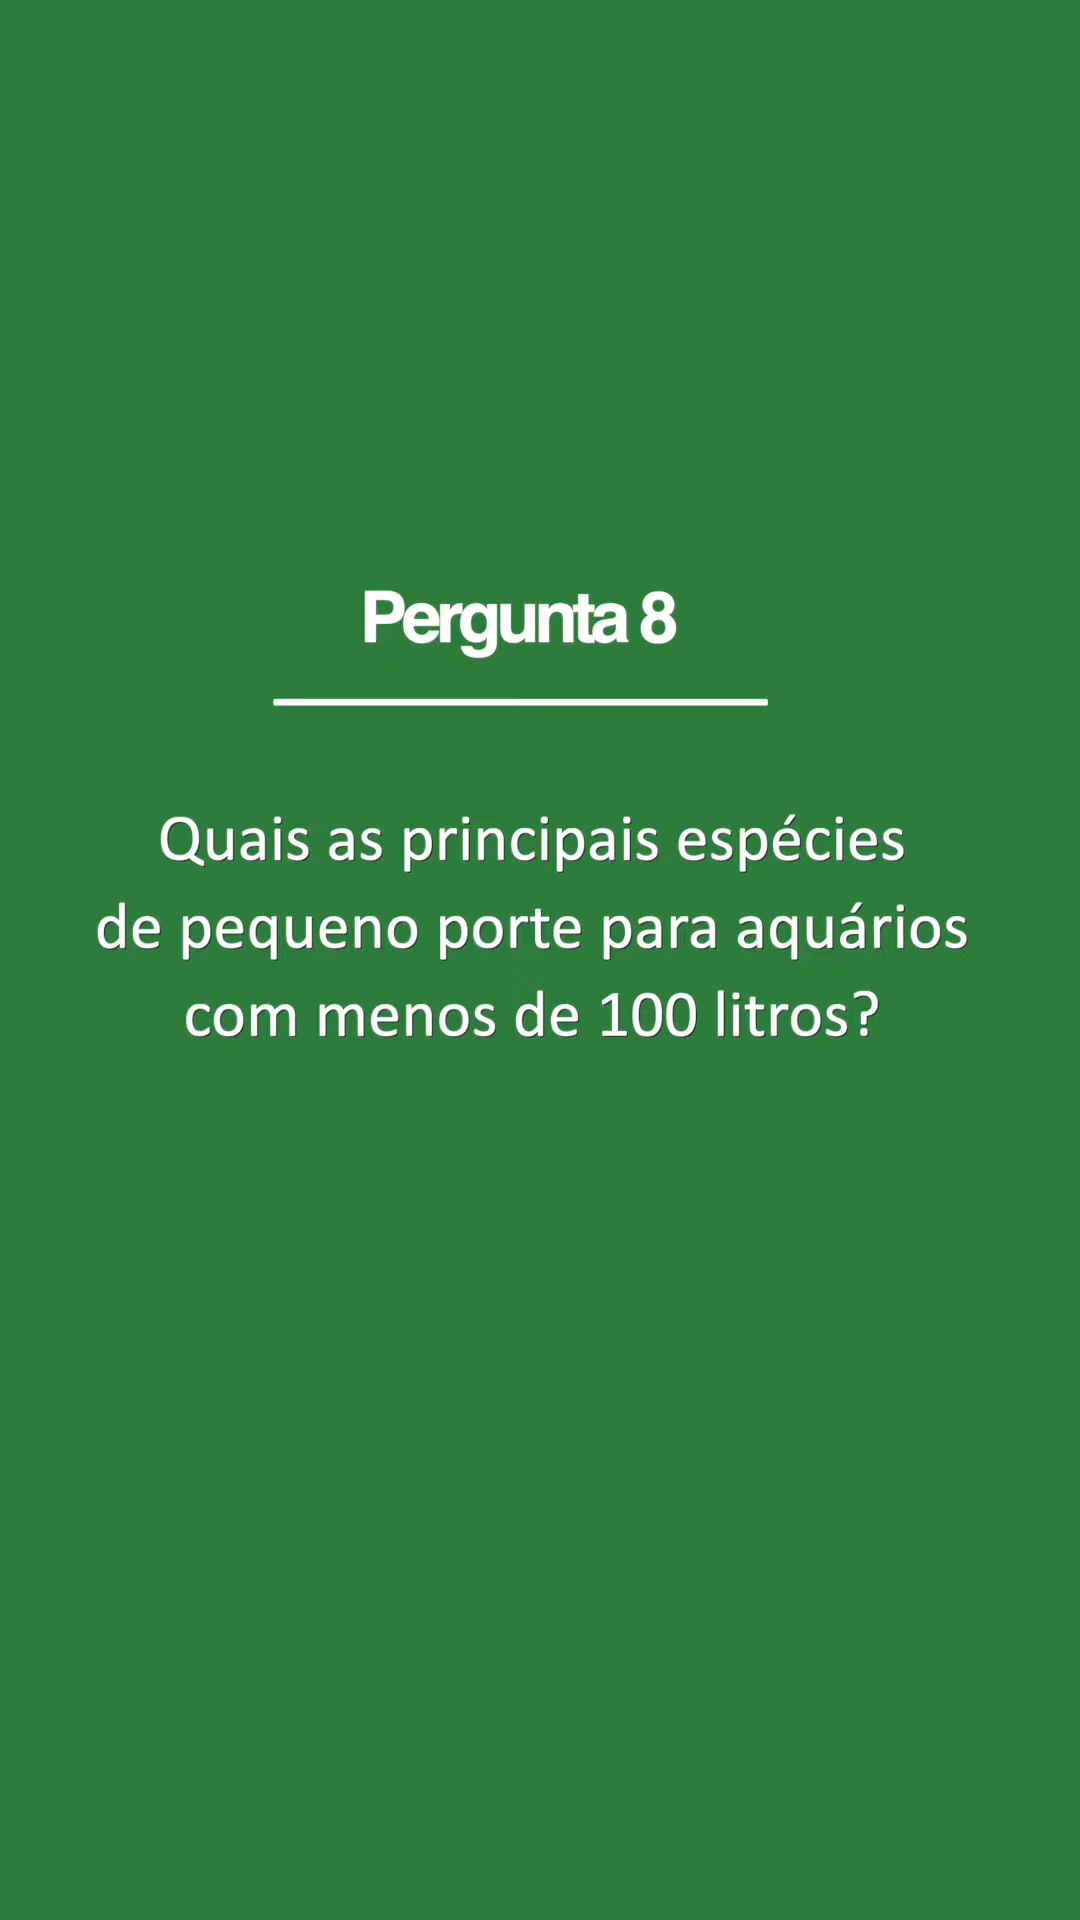 Pergunta 8
Quais as principais espécies
de pequeno porte para aquários
com menos de 100 litros?